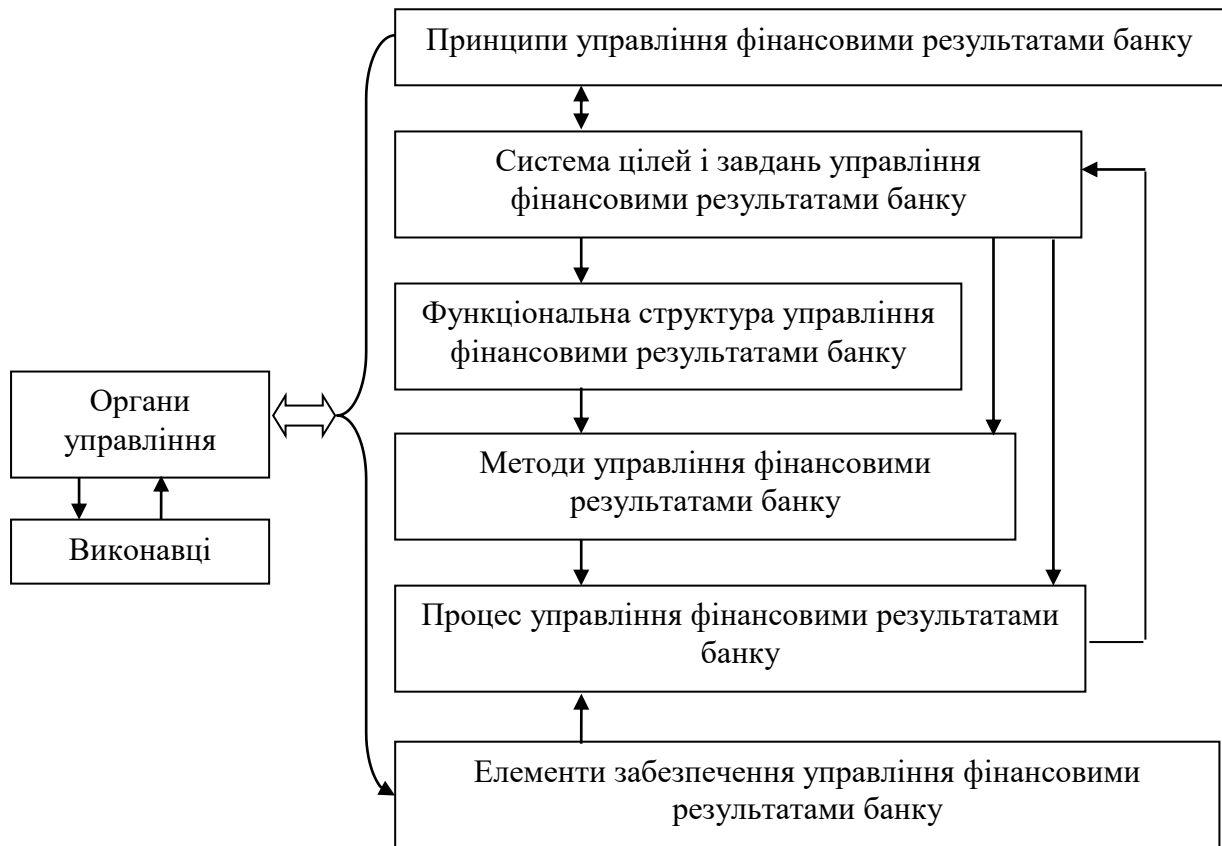 Принципи управління фінансовими результатами банку
Система цілей і завдань управління
фінансовими результатами банку
Функціональна структура управління
фінансовими результатами банку
Органи
управління
Методи управління фінансовими
результатами банку
Виконавці
Процес управління фінансовими результатами
банку
Елементи забезпечення управління фінансовими
результатами банку